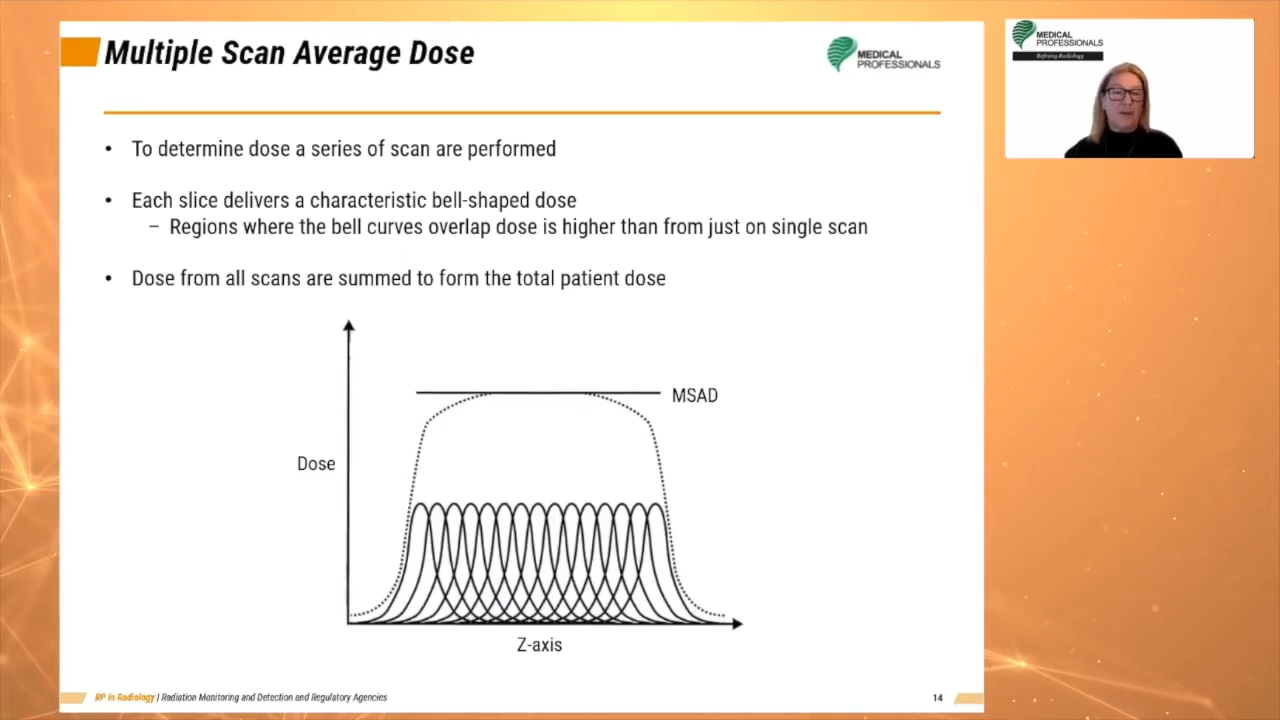 Multiple Scan Average Dose
MEDICAL
PROFESSIONALS
• To determine dose a series of scan are performed
• Each slice delivers a characteristic bell-shaped dose
– Regions where the bell curves overlap dose is higher than from just on single scan
• Dose from all scans are summed to form the total patient dose
MSAD
Dose
Z-axis
RP in Radiology | Radiation Monitoring and Detection and Regulatory Agencies
14
MEDICAL
PROFESSIONALS
Refining Radiology